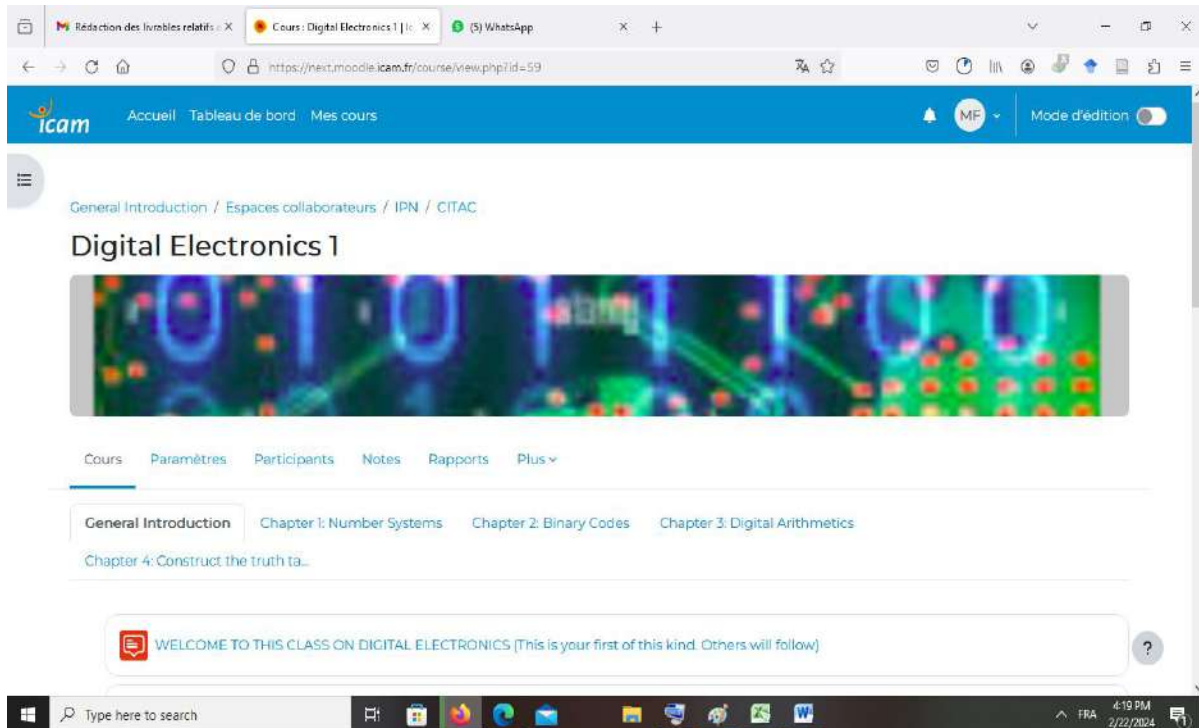 Rédaction des livrables relatifs
Cours : Digital Electronics 1 | Ic
(5) WhatsApp
https://next.moodle.icam.fr/course/view.php?id=59
icam
Accueil Tableau de bord Mes cours
MF
Mode d'édition
General Introduction / Espaces collaborateurs / IPN / CITAC
Digital Electronics 1
Cours Paramètres Participants Notes Rapports Plus
General Introduction Chapter 1: Number Systems Chapter 2: Binary Codes Chapter 3: Digital Arithmetics
Chapter 4: Construct the truth ta...
WELCOME TO THIS CLASS ON DIGITAL ELECTRONICS (This is your first of this kind. Others will follow)
?
Type here to search
FRA
4:19 PM
2/22/2024